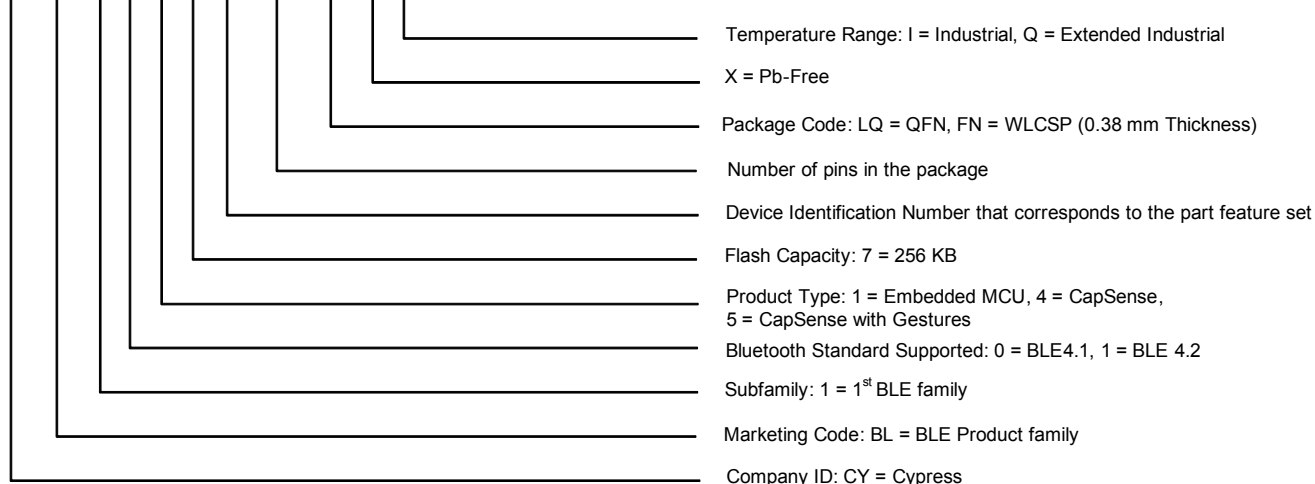 Temperature Range: I = Industrial, Q = Extended Industrial
X = Pb-Free
Package Code: LQ = QFN, FN = WLCSP (0.38 mm Thickness)
Number of pins in the package
Device Identification Number that corresponds to the part feature set
Flash Capacity: 7 = 256 KB
Product Type: 1 = Embedded MCU, 4 = CapSense,
5 = CapSense with Gestures
Bluetooth Standard Supported: 0 = BLE4.1, 1 = BLE 4.2
Subfamily: 1 = 1st BLE family
Marketing Code: BL = BLE Product family
Company ID: CY = Cypress